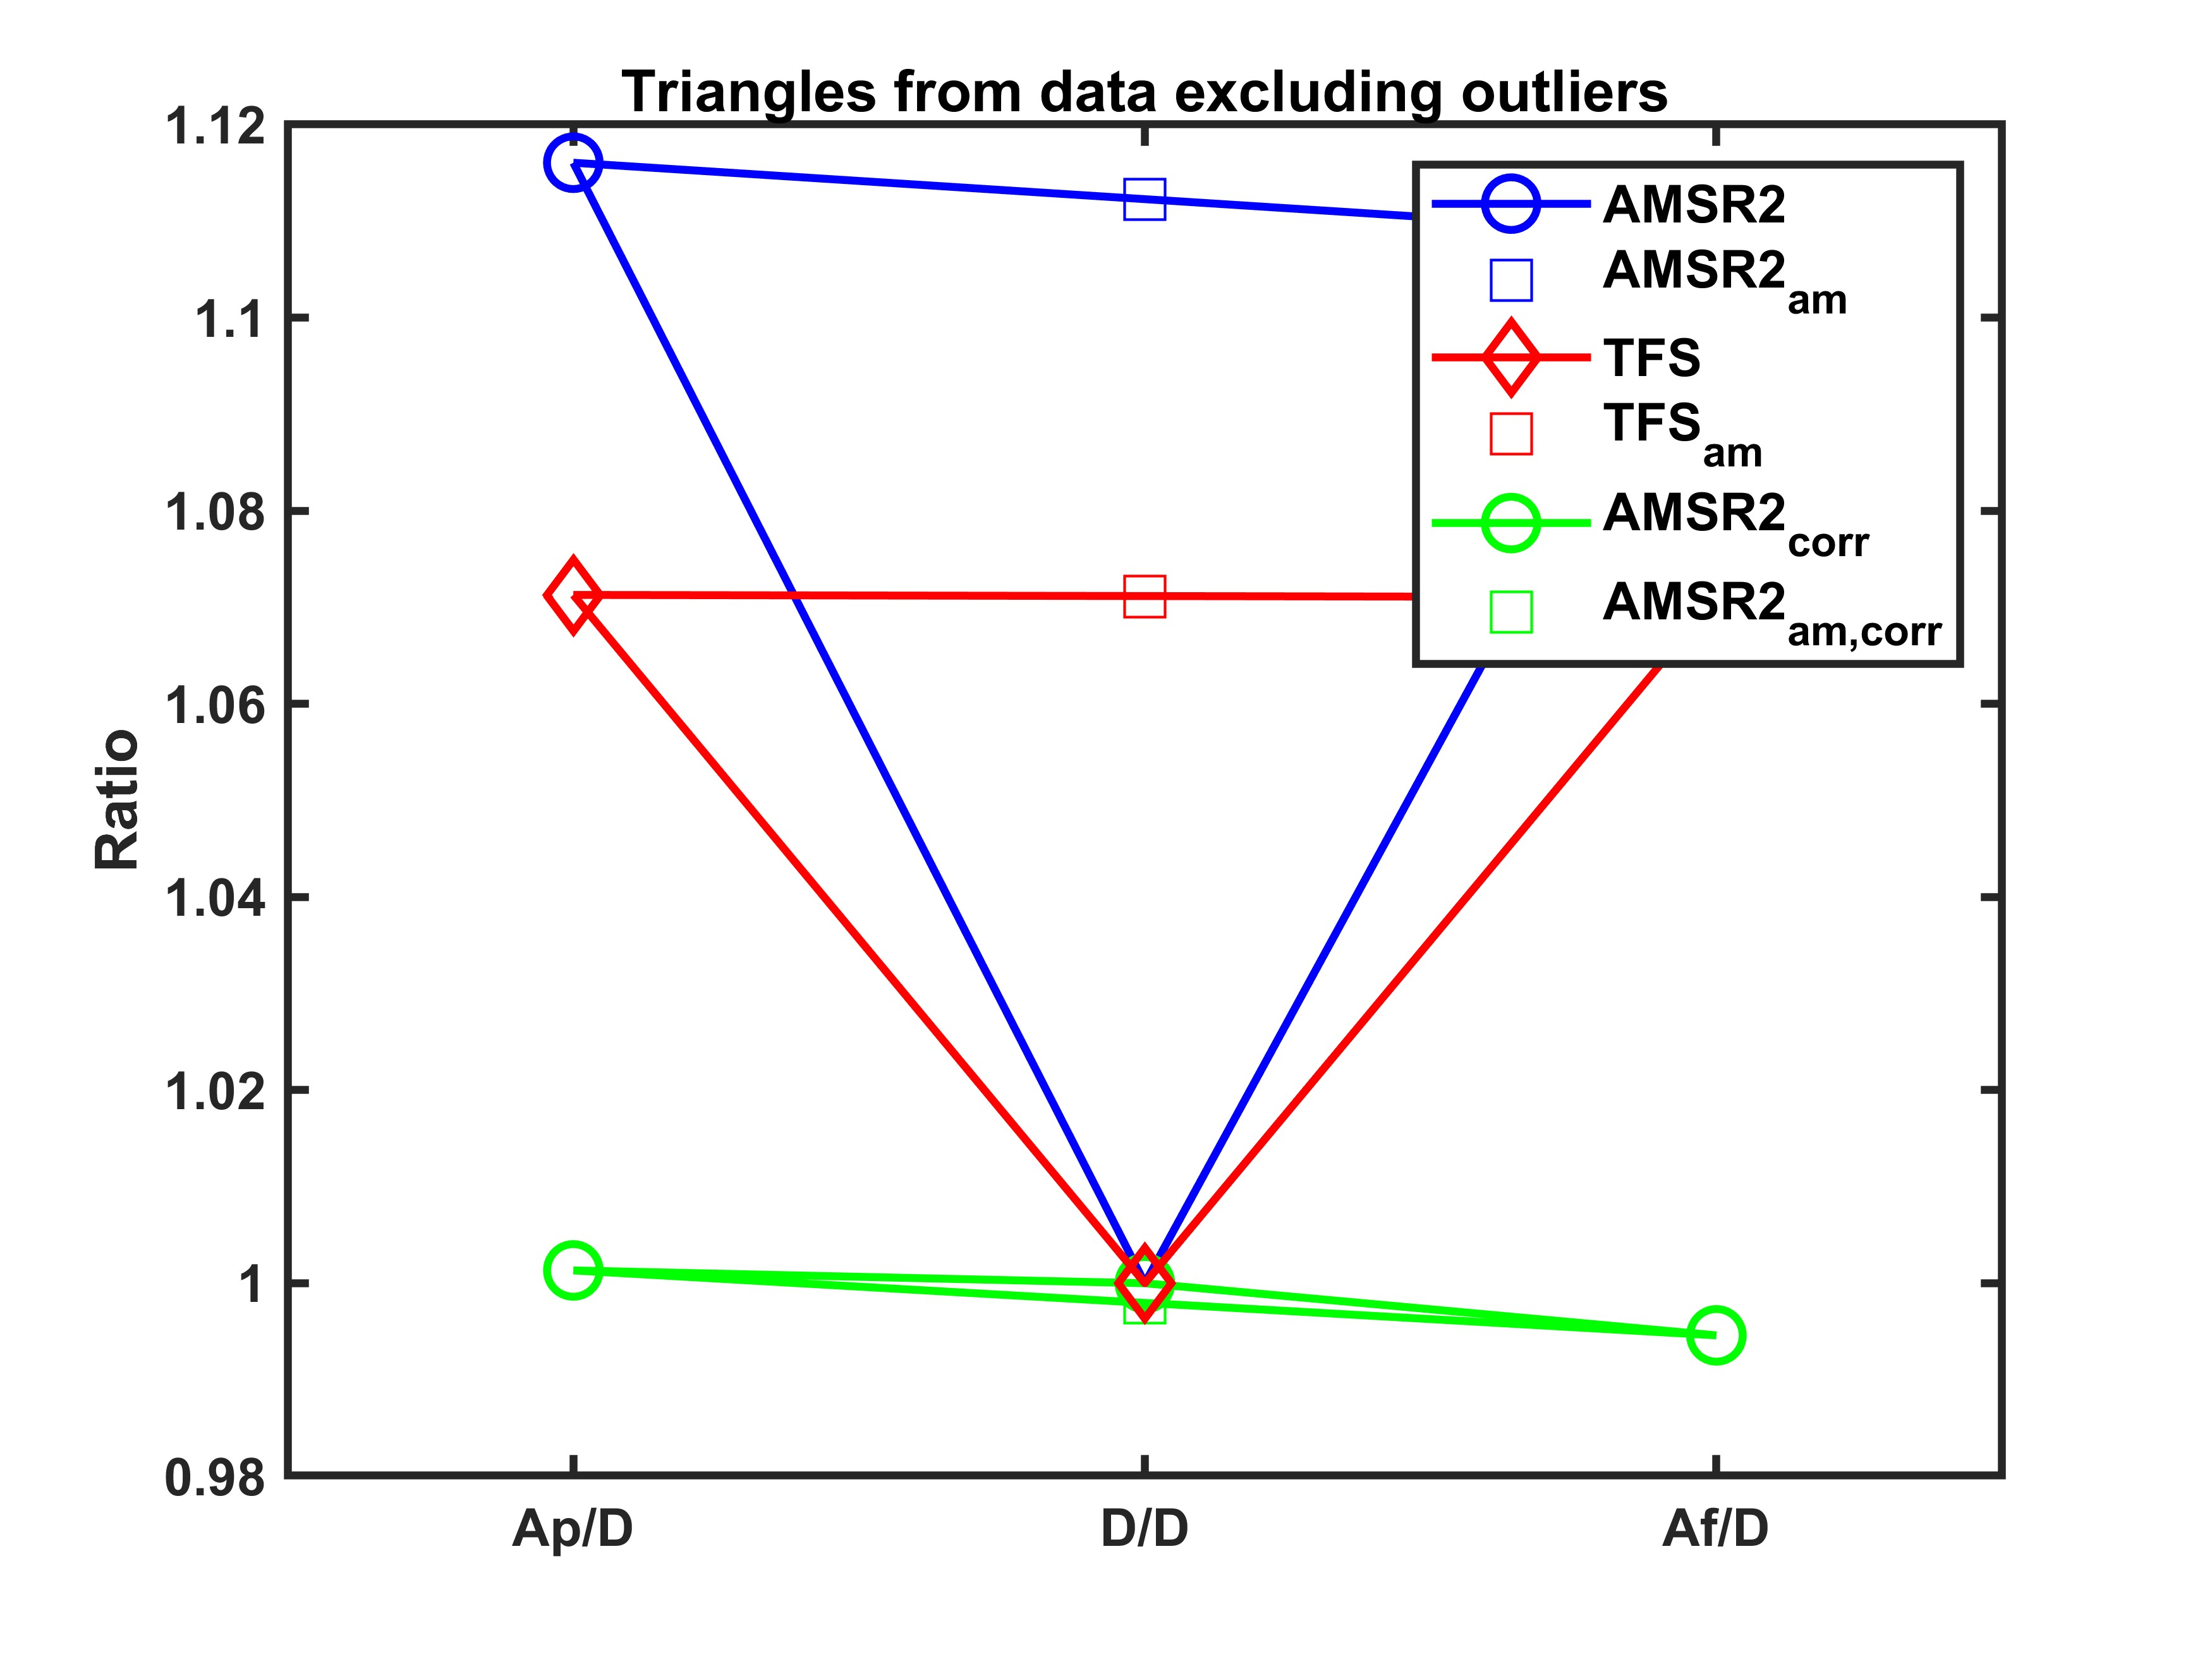 Triangles from data excluding outliers
1.12
1.1
1.08
1.06
1.04
1.02
1
0.98
Ratio
AMSR2
AMSR2am
TFS
TFSam
AMSR2corr
AMSR2am,corr
Ap/D D/D Af/D